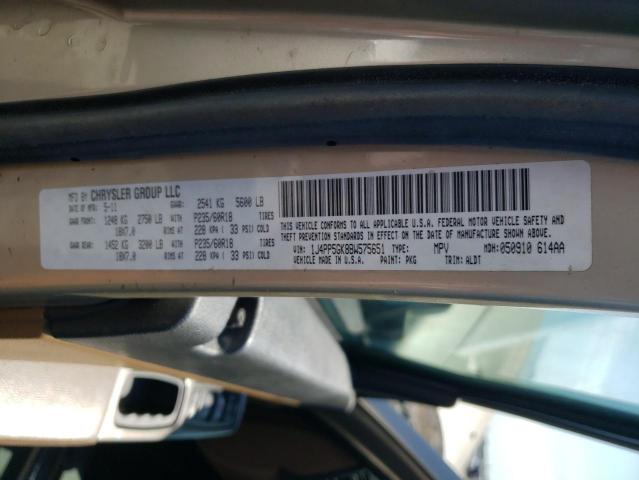 MFD BY CHRYSLER GROUP LLC
DATE OF MFR: 5-11 GVWR: 2541 KG 5600 LB
GAWR FRONT: 1248 KG 2750 LB WITH P235/60R18 TIRES
18X7.0 RIMS AT 228 KPA ( 33 PSI) COLD
GAWR REAR: 1452 KG 3200 LB WITH P235/60R18 TIRES
18X7.0 RIMS AT 228 KPA ( 33 PSI) COLD
THIS VEHICLE CONFORMS TO ALL APPLICABLE U.S.A. FEDERAL MOTOR VEHICLE SAFETY AND
THEFT PREVENTION STANDARDS IN EFFECT ON THE DATE OF MANUFACTURE SHOWN ABOVE.
VIN: 1J4PP5GK8BW575651 TYPE: MPV MDH: 050910 614AA
VEHICLE MADE IN U.S.A. PAINT: PKG TRIM: ALDT